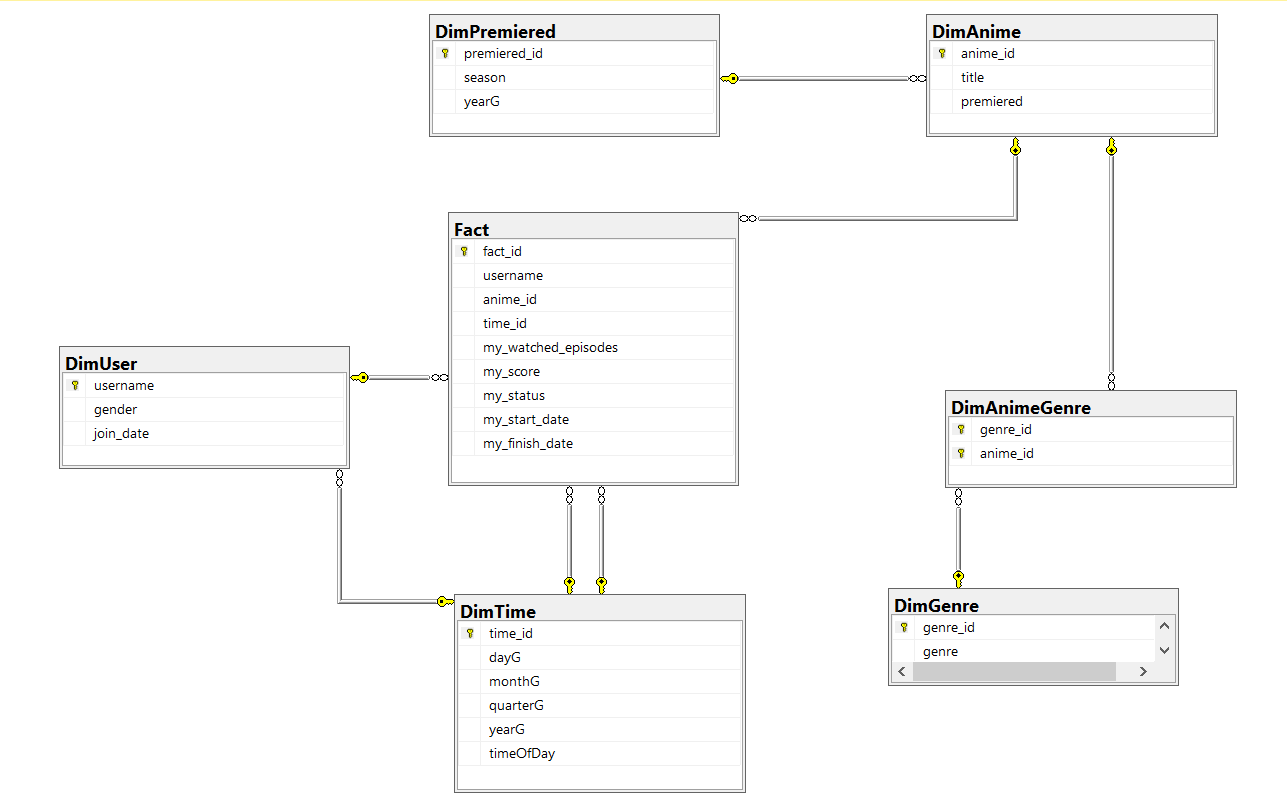 DimPremiered
premiered_id
season
yearG
DimAnime
anime_id
title
premiered
Fact
fact_id
username
anime_id
time_id
my_watched_episodes
my_score
my_status
my_start_date
my_finish_date
DimUser
username
gender
join_date
DimAnimeGenre
genre_id
anime_id
DimTime
time_id
dayG
monthG
quarterG
yearG
timeOfDay
DimGenre
genre_id
genre